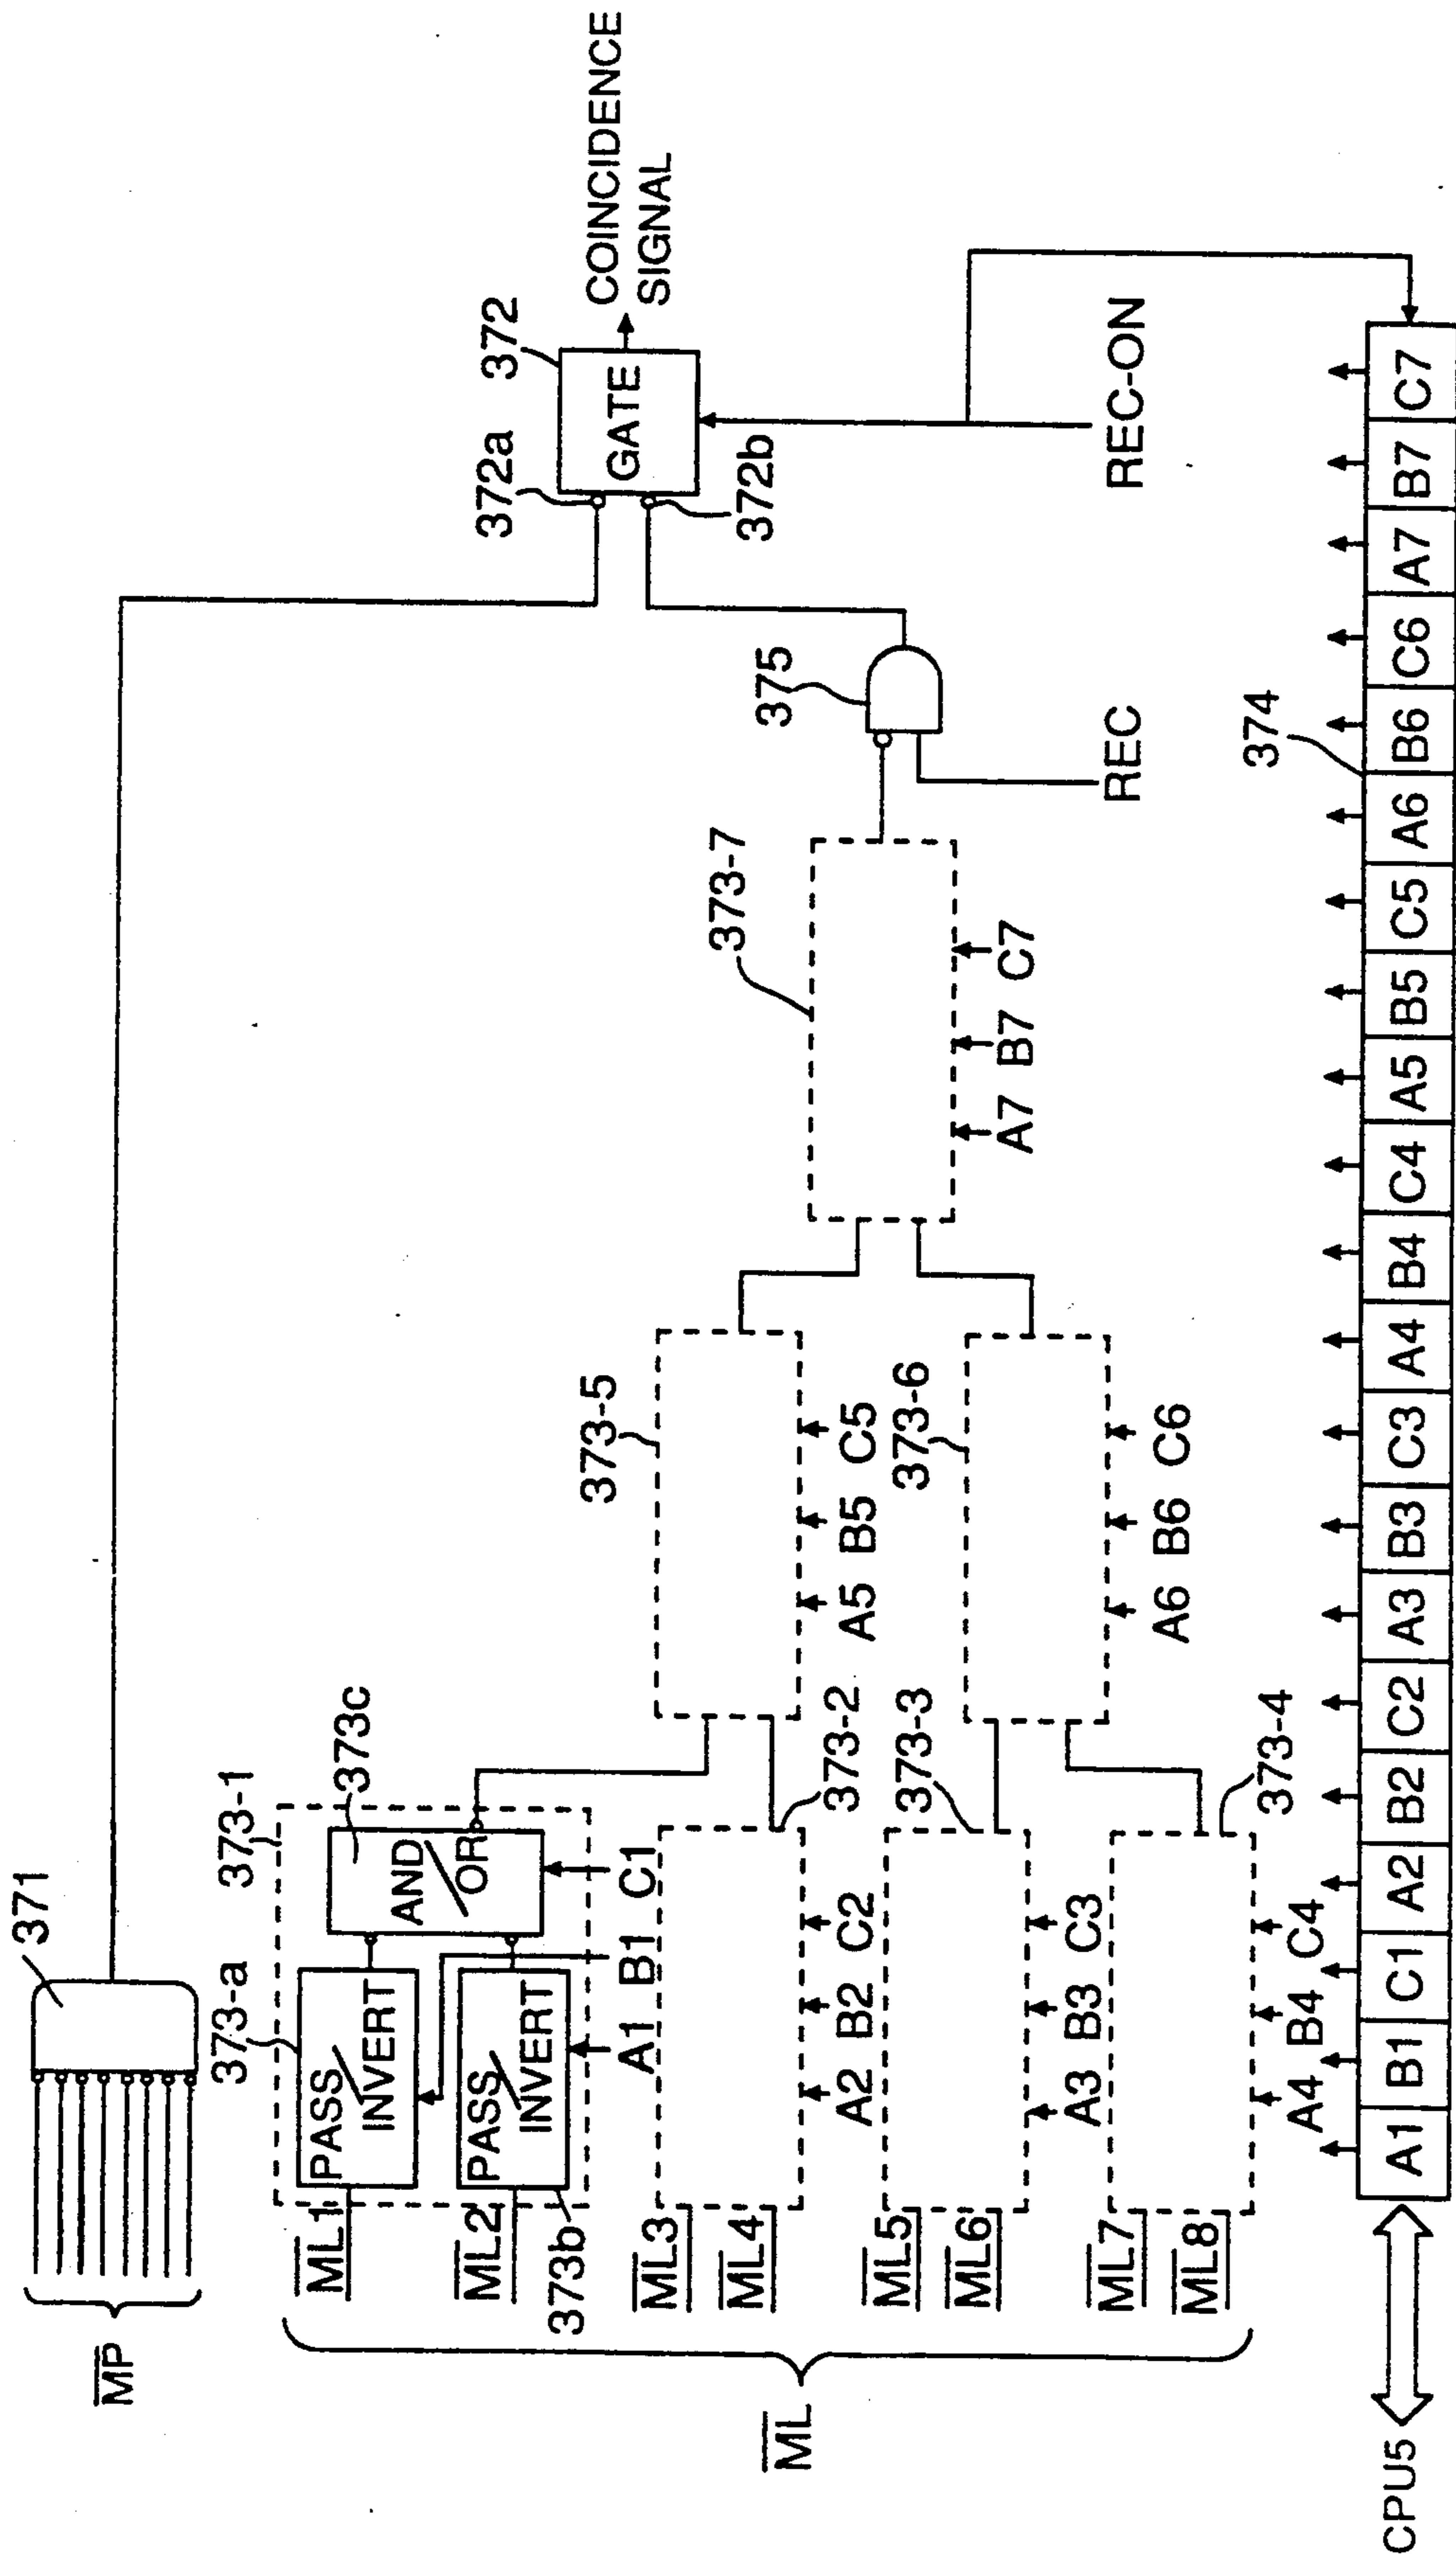 371
MP
373-1
373-a
373c
PASS/INVERT
AND/OR
PASS/INVERT
ML1
ML2
373b
A1 B1 C1
ML3
ML4
373-2
A2 B2 C2
ML5
ML6
373-3
A3 B3 C3
ML7
ML8
373-4
A4 B4 C4
ML
373-5
A5 B5 C5
373-6
A6 B6 C6
373-7
A7 B7 C7
375
REC
372a
372
GATE
372b
COINCIDENCE
SIGNAL
REC-ON
374
CPU5
A1 B1 C1 A2 B2 C2 A3 B3 C3 A4 B4 C4 A5 B5 C5 A6 B6 C6 A7 B7 C7